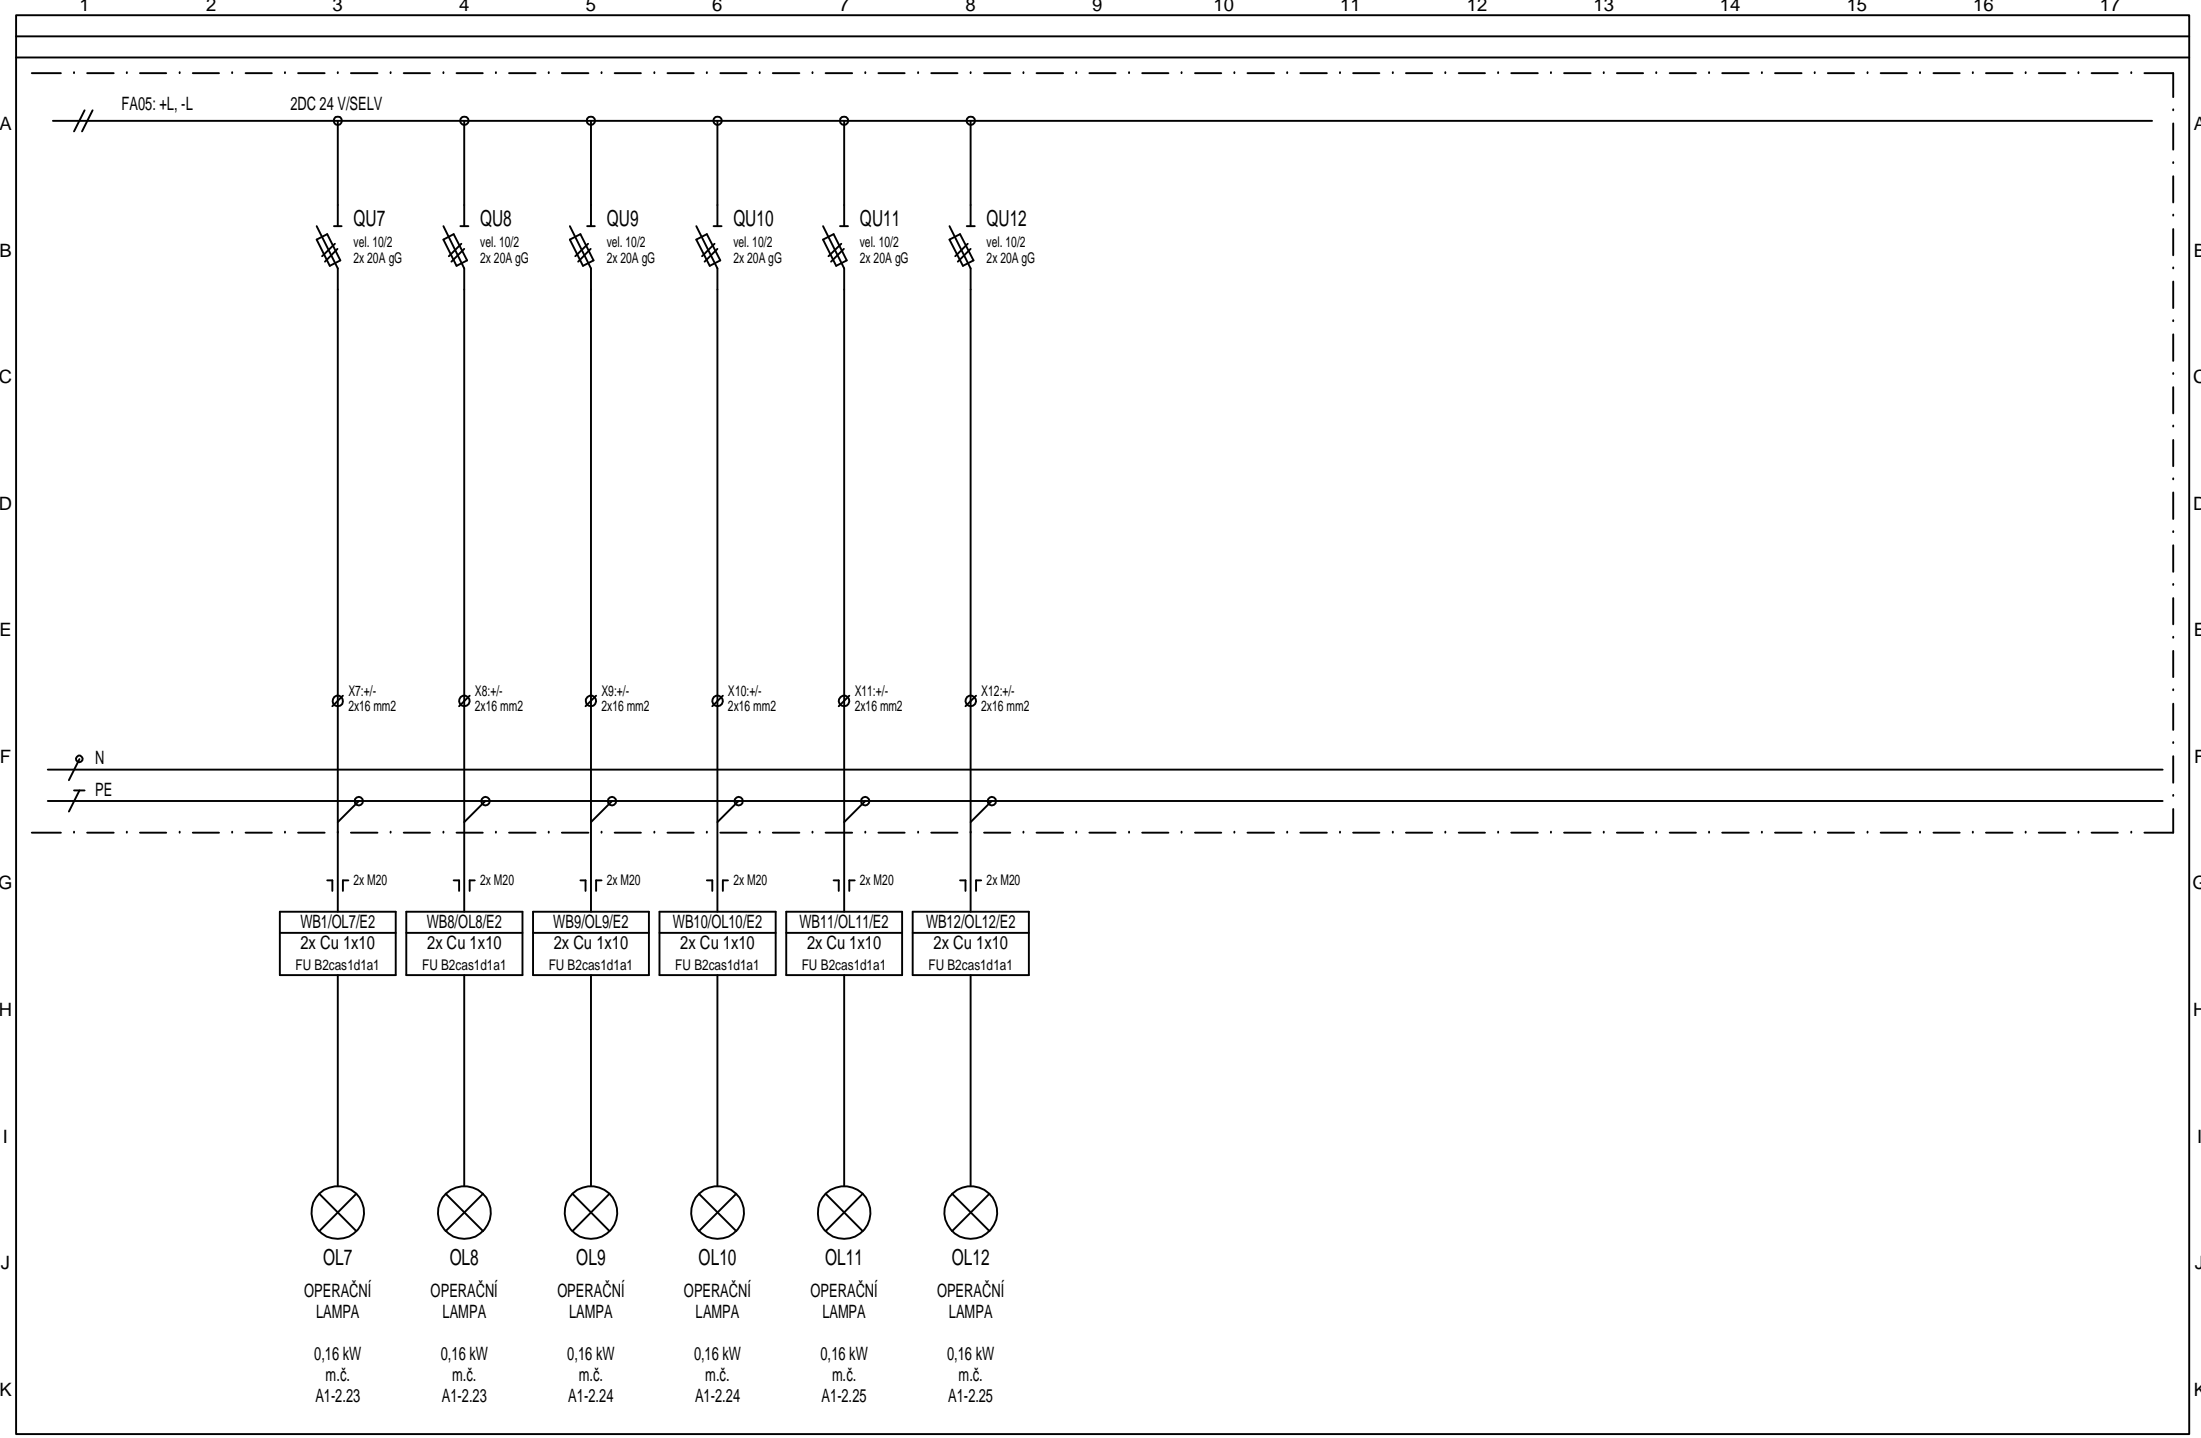 1 2 3 4 5 6 7 8 9 10 11 12 13 14 15 16 17
FA05: +L, -L 2DC 24 V/SELV
A A
QU7 QU8 QU9 QU10 QU11 QU12
vel. 10/2 vel. 10/2 vel. 10/2 vel. 10/2 vel. 10/2 vel. 10/2
B B
2x 20A gG 2x 20A gG 2x 20A gG 2x 20A gG 2x 20A gG 2x 20A gG
C C
D D
E E
X7:+/- X8:+/- X9:+/- X10:+/- X11:+/- X12:+/-
2x16 mm2 2x16 mm2 2x16 mm2 2x16 mm2 2x16 mm2 2x16 mm2
F N F
PE
G 2x M20 2x M20 2x M20 2x M20 2x M20 2x M20 G
WB1/OL7/E2 WB8/OL8/E2 WB9/OL9/E2 WB10/OL10/E2 WB11/OL11/E2 WB12/OL12/E2
2x Cu 1x10 2x Cu 1x10 2x Cu 1x10 2x Cu 1x10 2x Cu 1x10 2x Cu 1x10
FU B2cas1d1a1 FU B2cas1d1a1 FU B2cas1d1a1 FU B2cas1d1a1 FU B2cas1d1a1 FU B2cas1d1a1
H H
I I
J OL7 OL8 OL9 OL10 OL11 OL12 J
OPERAČNÍ OPERAČNÍ OPERAČNÍ OPERAČNÍ OPERAČNÍ OPERAČNÍ
LAMPA LAMPA LAMPA LAMPA LAMPA LAMPA
0,16 kW 0,16 kW 0,16 kW 0,16 kW 0,16 kW 0,16 kW
m.č. m.č. m.č. m.č. m.č. m.č.
K A1-2.23 A1-2.23 A1-2.24 A1-2.24 A1-2.25 A1-2.25 K